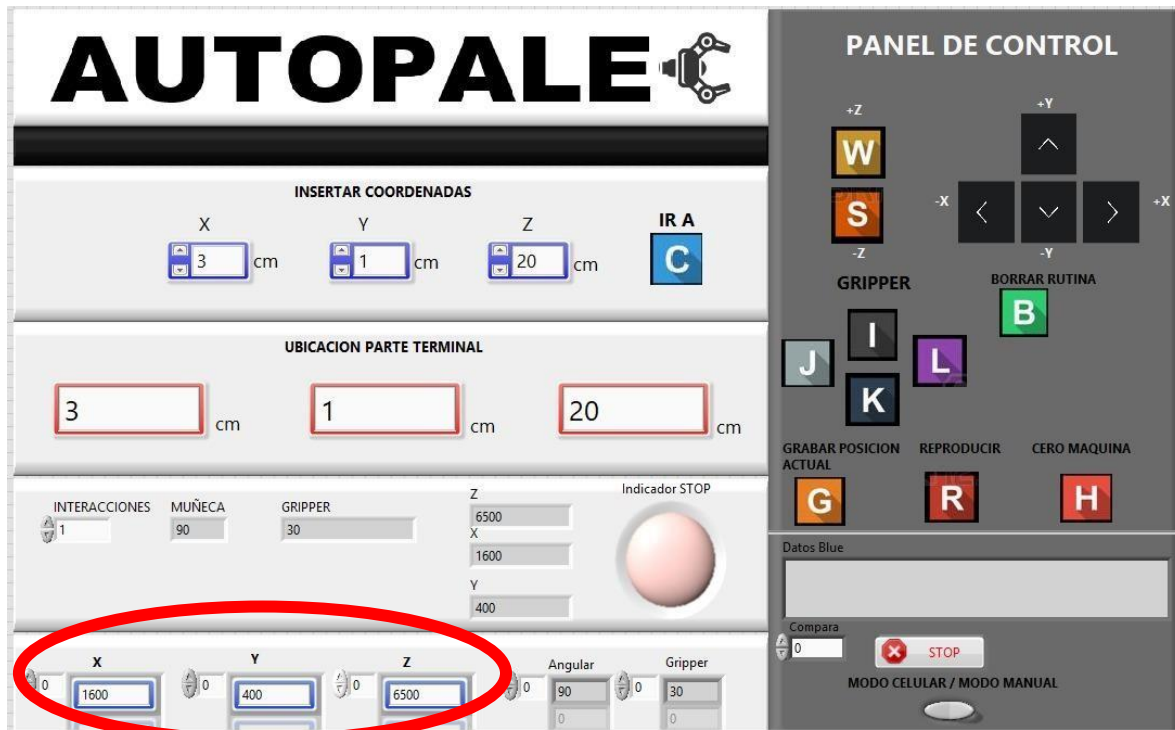 AUTOPALE
INSERTAR COORDENADAS
X Y Z IR A
3 cm 1 cm 20 cm C
UBICACION PARTE TERMINAL
3 cm 1 cm 20 cm
INTERACCIONES MUÑECA GRIPPER
1 90 30
Z
6500
X
1600
Y
400
Indicador STOP
X Y Z Angular Gripper
0 1600 0 400 0 6500 0 90 0 30
0 0
PANEL DE CONTROL
+Z +Y
W
-X +X
S
-Z -Y
GRIPPER BORRAR RUTINA
B
I
J L
K
GRABAR POSICION ACTUAL
REPRODUCIR CERO MAQUINA
G R H
Datos Blue
Compara
0 STOP
MODO CELULAR / MODO MANUAL